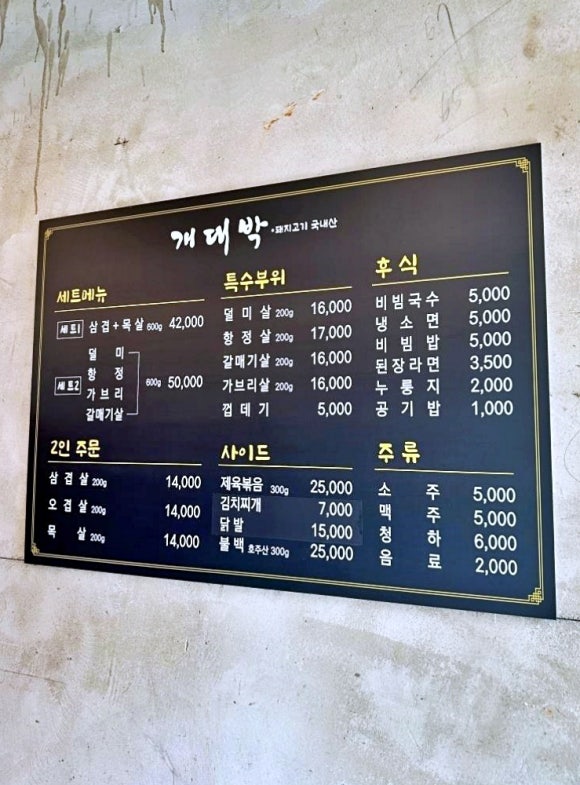 개대박 •돼지고기 국내산
세트메뉴
세트1 삼겹+목살 600g 42,000
세트2
덜미
항정
가브리
갈매기살
600g 50,000
특수부위
덜미살 200g 16,000
항정살 200g 17,000
갈매기살 200g 16,000
가브리살 200g 16,000
껍데기 5,000
후식
비빔국수 5,000
냉소면 5,000
비빔밥 5,000
된장라면 3,500
누룽지 2,000
공기밥 1,000
2인 주문
삼겹살 200g 14,000
오겹살 200g 14,000
목살 200g 14,000
사이드
제육볶음 300g 25,000
김치찌개 7,000
닭발 15,000
불백 호주산 300g 25,000
주류
소주 5,000
맥주 5,000
청하 6,000
음료 2,000